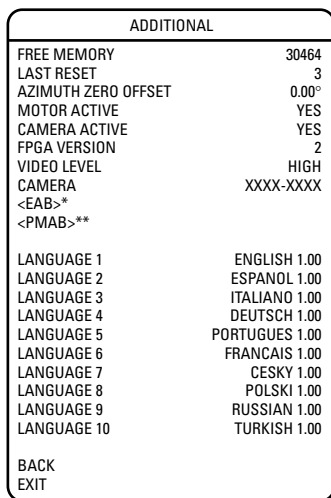 ADDITIONAL
FREE MEMORY 30464
LAST RESET 3
AZIMUTH ZERO OFFSET 0.00°
MOTOR ACTIVE YES
CAMERA ACTIVE YES
FPGA VERSION 2
VIDEO LEVEL HIGH
CAMERA XXXX-XXXX
<EAB>*
<PMAB>**
LANGUAGE 1 ENGLISH 1.00
LANGUAGE 2 ESPANOL 1.00
LANGUAGE 3 ITALIANO 1.00
LANGUAGE 4 DEUTSCH 1.00
LANGUAGE 5 PORTUGUES 1.00
LANGUAGE 6 FRANCAIS 1.00
LANGUAGE 7 CESKY 1.00
LANGUAGE 8 POLSKI 1.00
LANGUAGE 9 RUSSIAN 1.00
LANGUAGE 10 TURKISH 1.00
BACK
EXIT